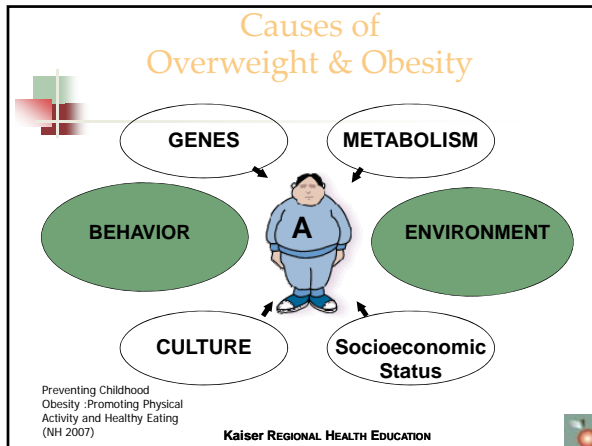 Causes of
Overweight & Obesity
GENES
METABOLISM
BEHAVIOR
A
ENVIRONMENT
CULTURE
Socioeconomic
Status
Preventing Childhood
Obesity :Promoting Physical
Activity and Healthy Eating
(NH 2007)
KAISER REGIONAL HEALTH EDUCATION